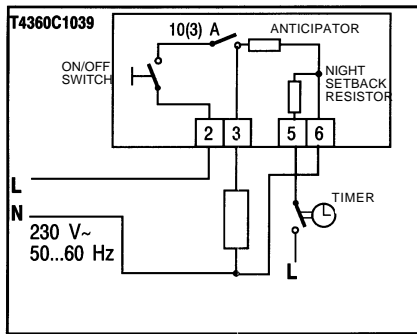 T4360C1039
10(3) A
ANTICIPATOR
ON/OFF
SWITCH
NIGHT
SETBACK
RESISTOR
2 3 5 6
L
N
TIMER
230 V~
50...60 Hz
L